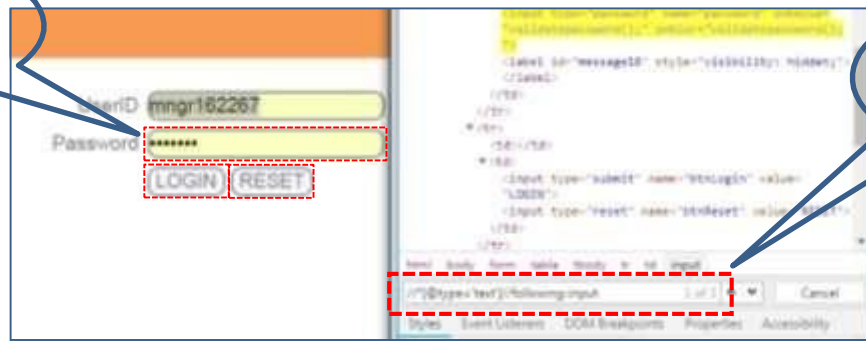 UserID mngr162267
Password •••••••
LOGIN RESET
<input type="password" name="password" 
"validatepassword();" "validatepassword();
">
<label id="message18" style="visibility: hidden;">
</label>
</td>
</tr>
▼<tr>
<td></td>
▼<td>
<input type="submit" name="btnLogin" value=
"LOGIN">
<input type="reset" name="btnReset" value="RESET">
</td>
</tr>
html body form table tbody tr td input
//*[@type='text']//following::input 1 of 3 Cancel
Styles Event Listeners DOM Breakpoints Properties Accessibility